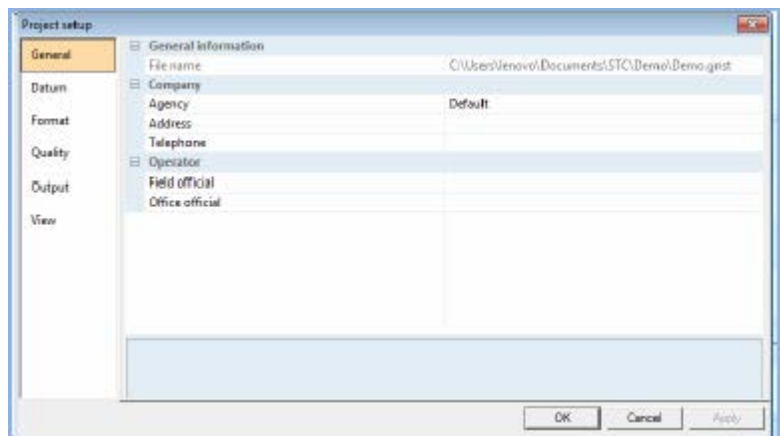 Project setup
General
Datum
Format
Quality
Output
View
General information
File name C:\Users\lenovo\Documents\STC\Demo\Demo.gnst
Company
Agency Default
Address
Telephone
Operator
Field official
Office official
OK Cancel Apply